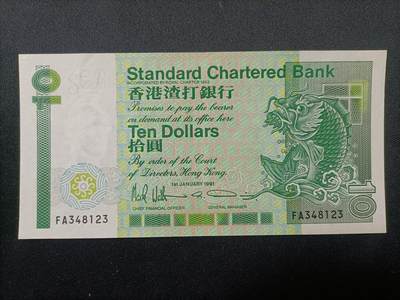 Standard Chartered Bank
INCORPORATED BY ROYAL CHARTER 1853
香港渣打銀行
Promises to pay the bearer
on demand at its office here
Ten Dollars
拾圓
By order of the Court
of Directors, Hong Kong.
1st JANUARY 1991
CHIEF FINANCIAL OFFICER
GENERAL MANAGER
FA348123
FA348123
10
10